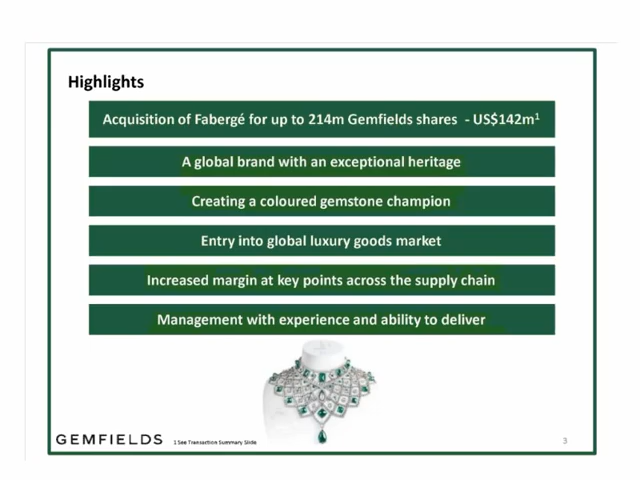 Highlights
Acquisition of Fabergé for up to 214m Gemfields shares - US$142m¹
A global brand with an exceptional heritage
Creating a coloured gemstone champion
Entry into global luxury goods market
Increased margin at key points across the supply chain
Management with experience and ability to deliver
GEMFIELDS
1 See Transaction Summary Slide
3